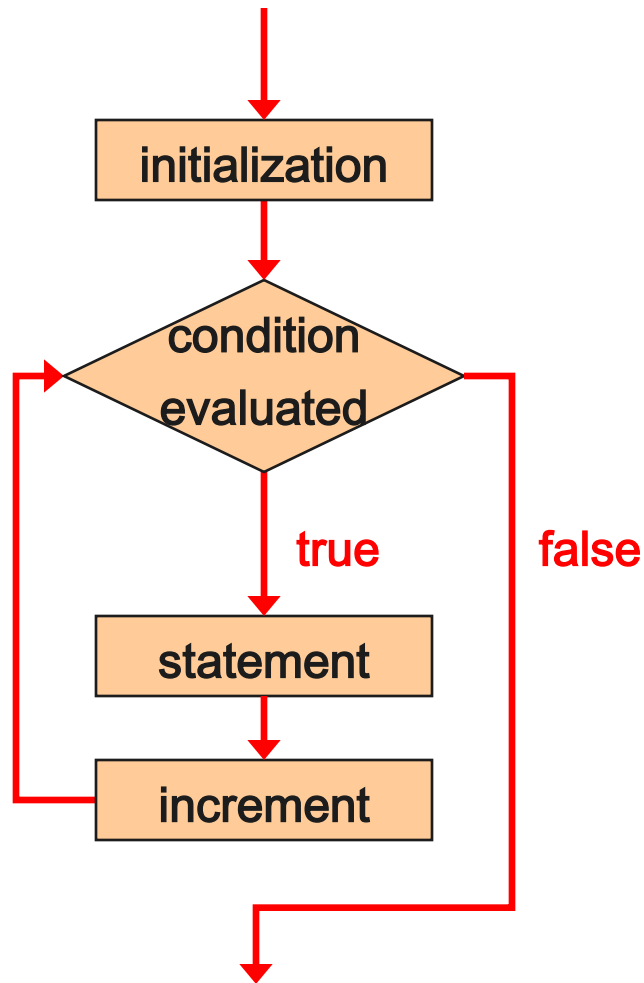 initialization
condition
evaluated
true
false
statement
increment